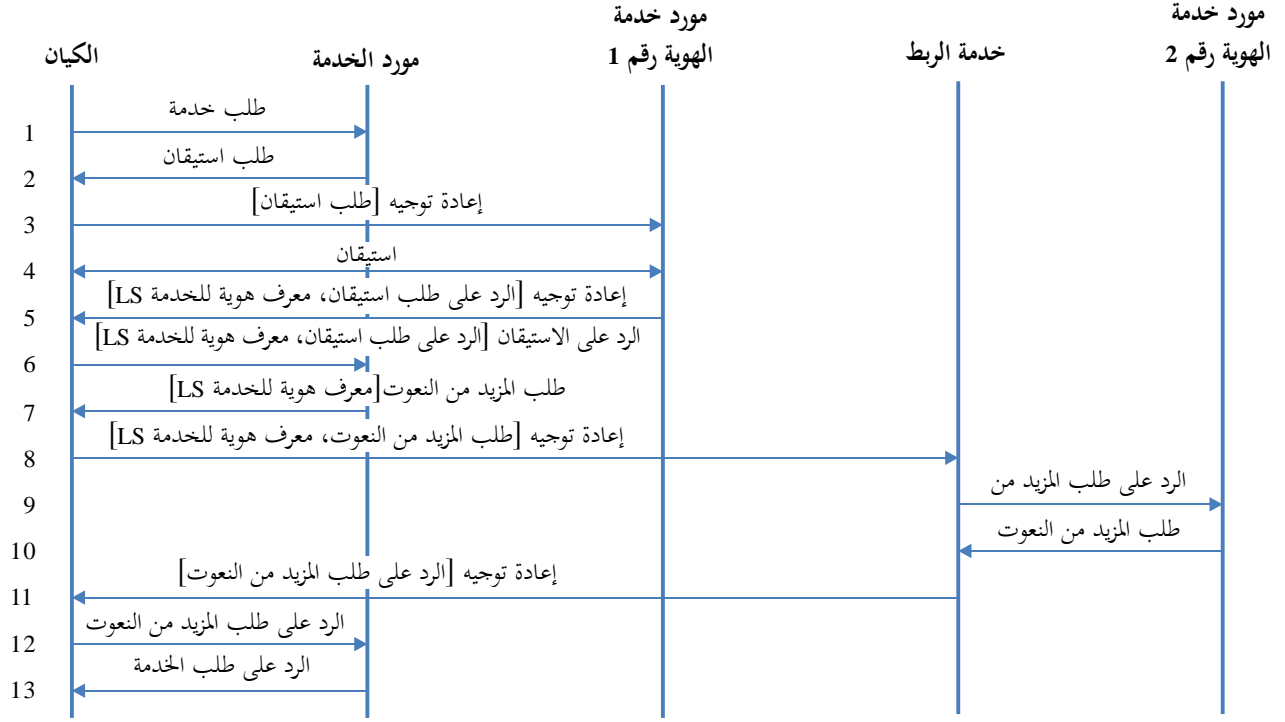 مورد خدمة
الهوية رقم 2
خدمة الربط
مورد خدمة
الهوية رقم 1
مورد الخدمة
الكيان
طلب خدمة
1
طلب استيقان
2
إعادة توجيه [طلب استيقان]
3
استيقان
4
إعادة توجيه [الرد على طلب استيقان، معرف هوية للخدمة LS]
5
الرد على الاستيقان [الرد على طلب استيقان، معرف هوية للخدمة LS]
6
طلب المزيد من النعوت[معرف هوية للخدمة LS]
7
إعادة توجيه [طلب المزيد من النعوت، معرف هوية للخدمة LS]
8
الرد على طلب المزيد من
9
طلب المزيد من النعوت
10
إعادة توجيه [الرد على طلب المزيد من النعوت]
11
الرد على طلب المزيد من النعوت
12
الرد على طلب الخدمة
13